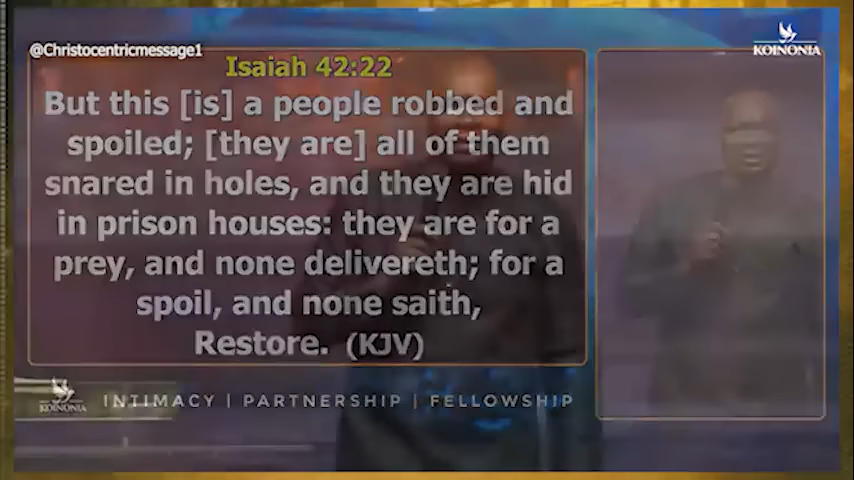 @Christocentricmessage1
KOINONIA
Isaiah 42:22
But this [is] a people robbed and
spoiled; [they are] all of them
snared in holes, and they are hid
in prison houses: they are for a
prey, and none delivereth; for a
spoil, and none saith,
Restore. (KJV)
KOINONIA
INTIMACY | PARTNERSHIP | FELLOWSHIP